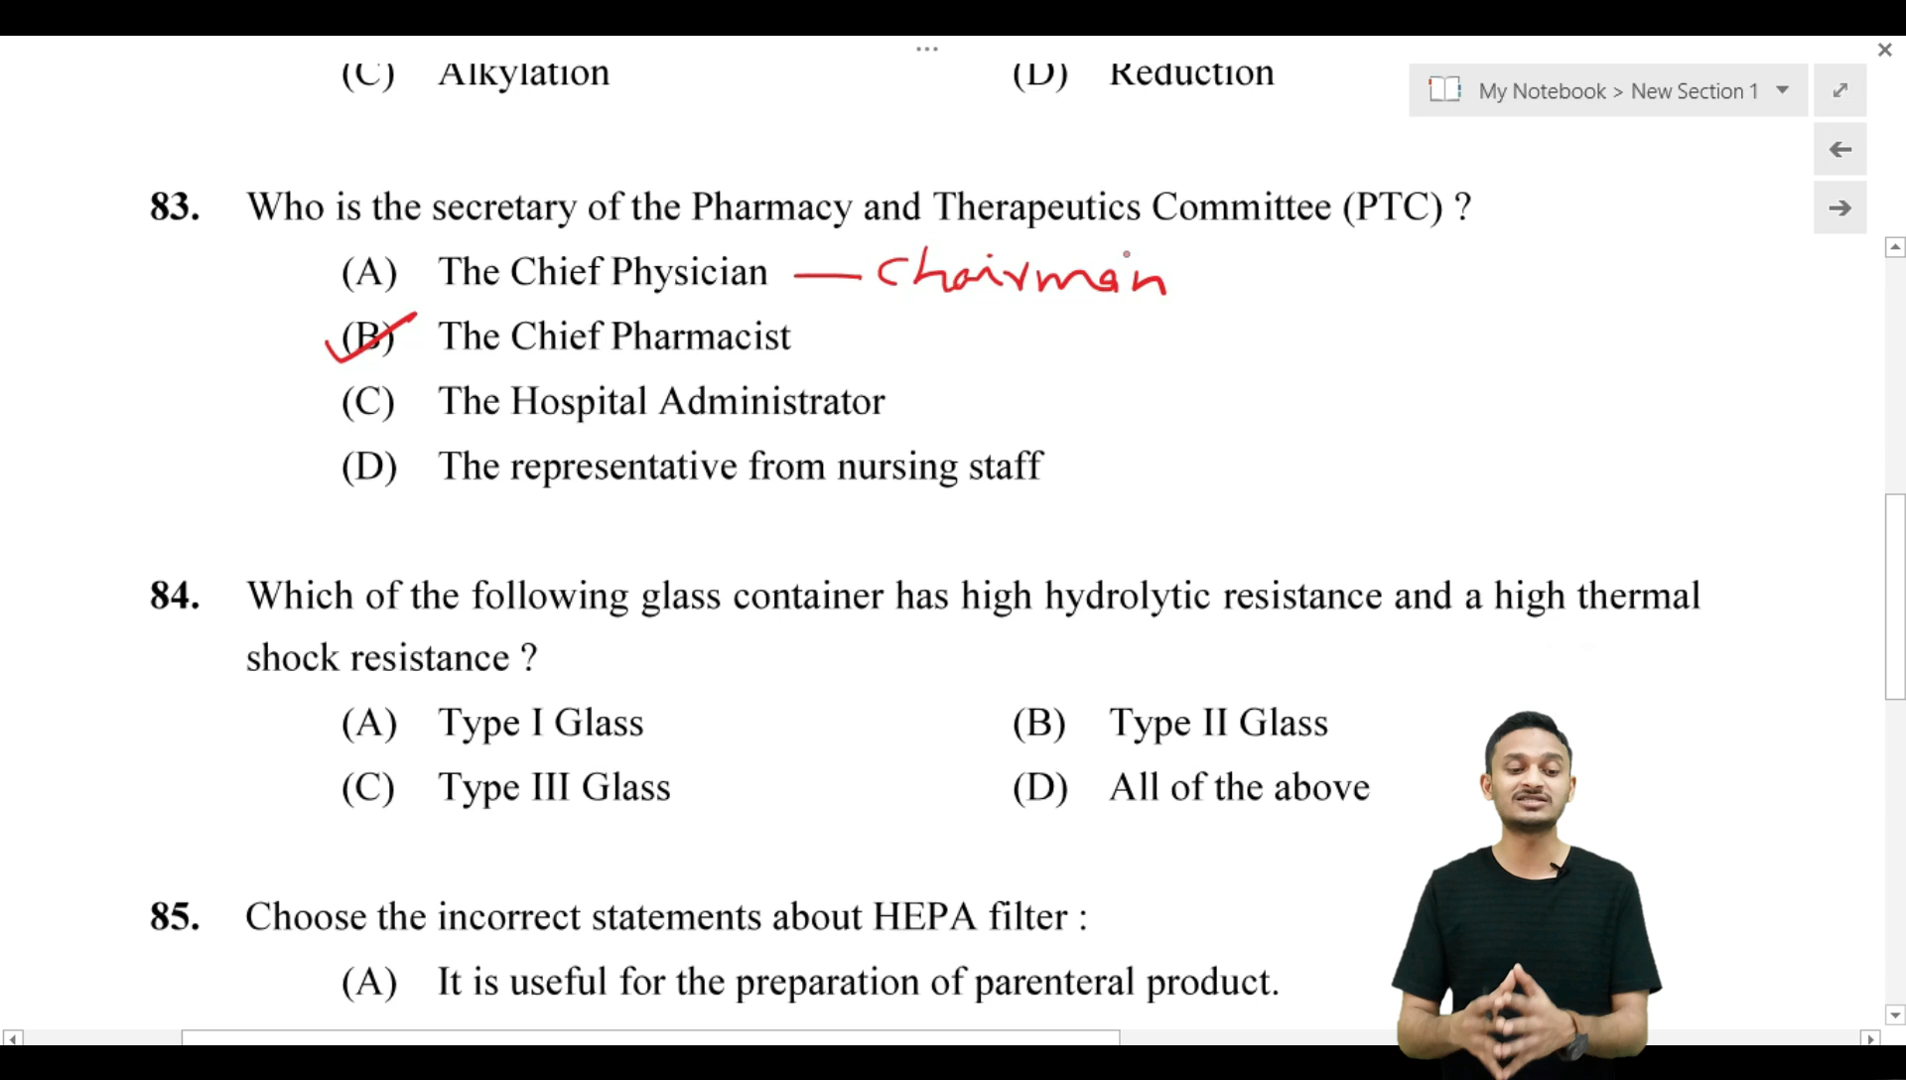 (C) Alkylation (D) Reduction
My Notebook > New Section 1
83. Who is the secretary of the Pharmacy and Therapeutics Committee (PTC) ?
(A) The Chief Physician — Chairman
(B) The Chief Pharmacist
(C) The Hospital Administrator
(D) The representative from nursing staff
84. Which of the following glass container has high hydrolytic resistance and a high thermal
shock resistance ?
(A) Type I Glass (B) Type II Glass
(C) Type III Glass (D) All of the above
85. Choose the incorrect statements about HEPA filter :
(A) It is useful for the preparation of parenteral product.